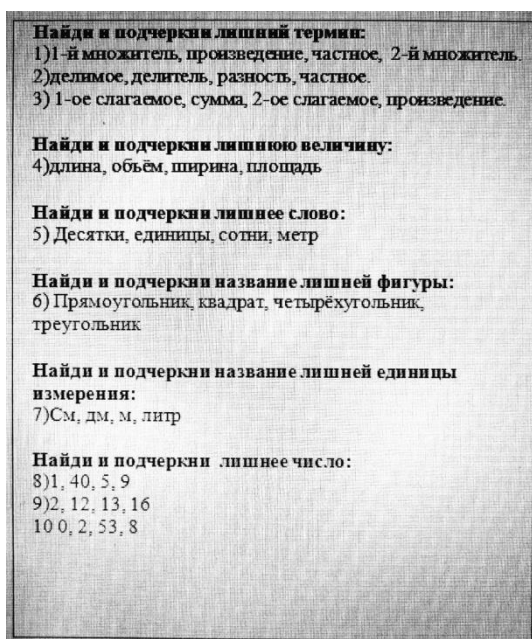 Найди и подчеркни лишний термин:
1)1-й множитель, произведение, частное, 2-й множитель.
2)делимое, делитель, разность, частное.
3) 1-ое слагаемое, сумма, 2-ое слагаемое, произведение.
Найди и подчеркни лишнюю величину:
4)длина, объём, ширина, площадь
Найди и подчеркни лишнее слово:
5) Десятки, единицы, сотни, метр
Найди и подчеркни название лишней фигуры:
6) Прямоугольник, квадрат, четырёхугольник,
треугольник
Найди и подчеркни название лишней единицы
измерения:
7)См, дм, м, литр
Найди и подчеркни лишнее число:
8)1, 40, 5, 9
9)2, 12, 13, 16
10 0, 2, 53, 8